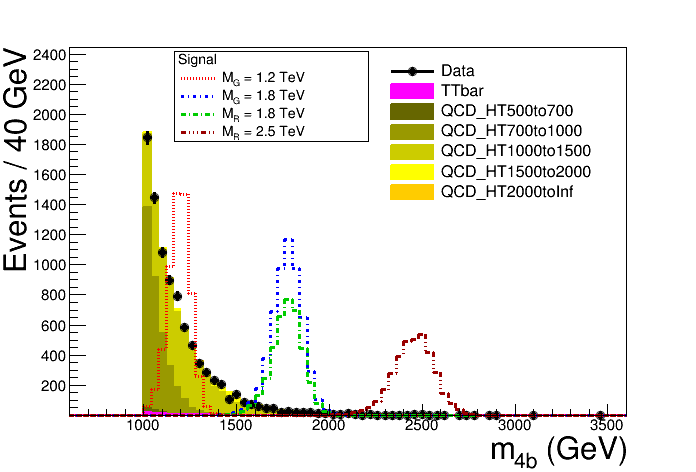 Events / 40 GeV
2400
2200
2000
1800
1600
1400
1200
1000
800
600
400
200
Signal
M_G = 1.2 TeV
M_G = 1.8 TeV
M_R = 1.8 TeV
M_R = 2.5 TeV
Data
TTbar
QCD_HT500to700
QCD_HT700to1000
QCD_HT1000to1500
QCD_HT1500to2000
QCD_HT2000toInf
1000 1500 2000 2500 3000 3500
m_4b (GeV)